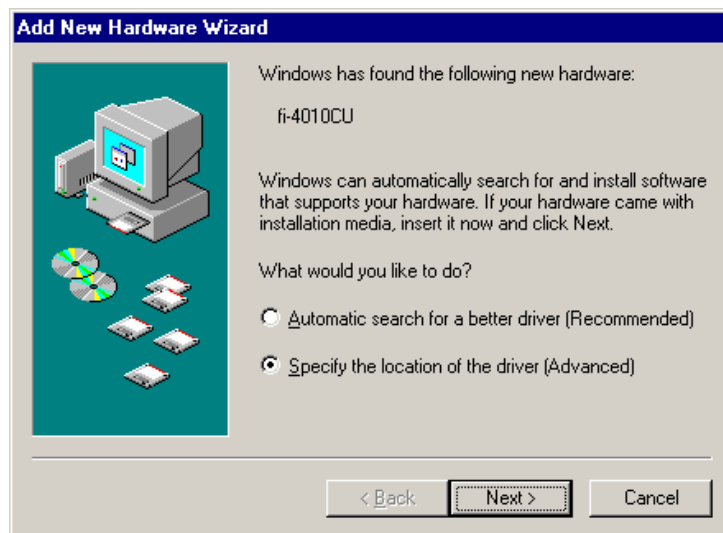 Add New Hardware Wizard
Windows has found the following new hardware:
fi-4010CU
Windows can automatically search for and install software
that supports your hardware. If your hardware came with
installation media, insert it now and click Next.
What would you like to do?
Automatic search for a better driver (Recommended)
Specify the location of the driver (Advanced)
< Back
Next >
Cancel